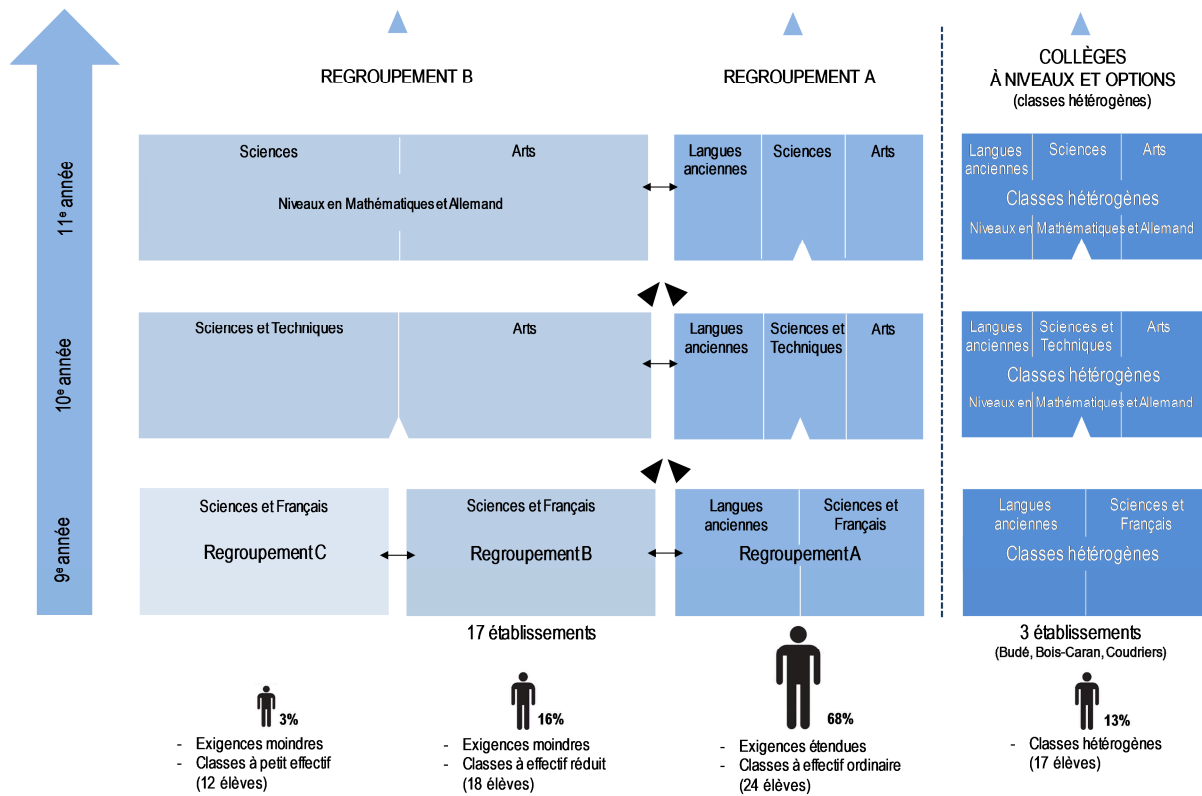 REGROUPEMENT B
REGROUPEMENT A
COLLÈGES
À NIVEAUX ET OPTIONS
(classes hétérogènes)
11e année
Sciences
Arts
Niveaux en Mathématiques et Allemand
Langues
anciennes
Sciences
Arts
Langues
anciennes
Sciences
Arts
Classes hétérogènes
Niveaux en Mathématiques et Allemand
10e année
Sciences et Techniques
Arts
Langues
anciennes
Sciences et
Techniques
Arts
Langues
anciennes
Sciences et
Techniques
Arts
Classes hétérogènes
Niveaux en Mathématiques et Allemand
9e année
Sciences et Français
Regroupement C
Sciences et Français
Regroupement B
Langues
anciennes
Sciences et
Français
Regroupement A
Langues
anciennes
Sciences et
Français
Classes hétérogènes
17 établissements
3 établissements
(Budé, Bois-Caran, Coudriers)
3%
- Exigences moindres
- Classes à petit effectif
(12 élèves)
16%
- Exigences moindres
- Classes à effectif réduit
(18 élèves)
68%
- Exigences étendues
- Classes à effectif ordinaire
(24 élèves)
13%
- Classes hétérogènes
(17 élèves)